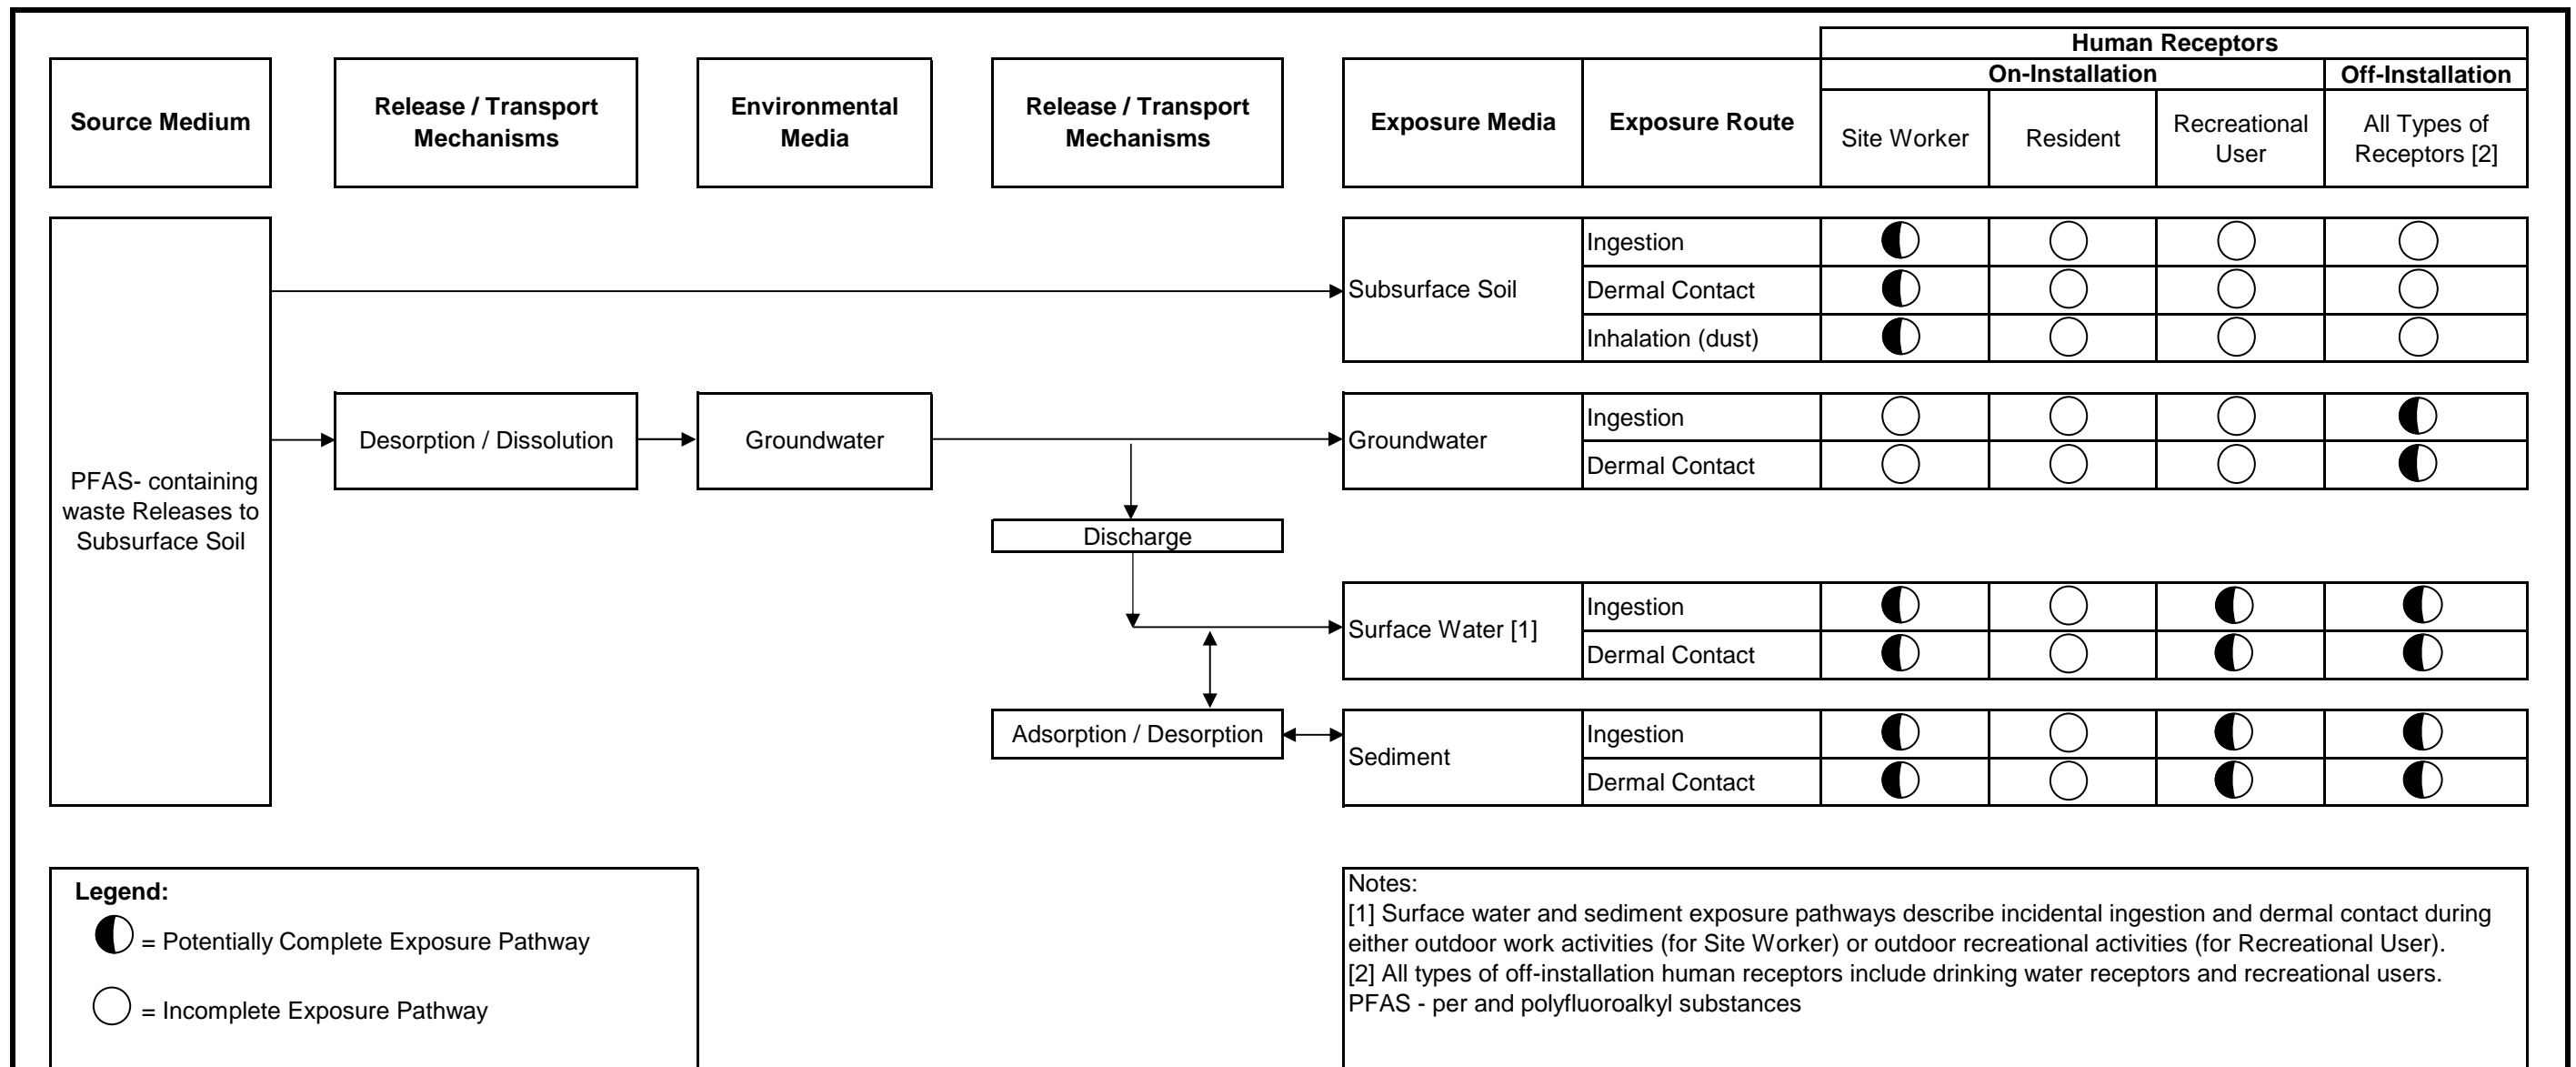 Human Receptors
On-Installation
Off-Installation
Source Medium
Release / Transport
Mechanisms
Environmental
Media
Release / Transport
Mechanisms
Exposure Media
Exposure Route
Site Worker
Resident
Recreational
User
All Types of
Receptors [2]
Subsurface Soil
Ingestion
Dermal Contact
Inhalation (dust)
PFAS- containing
waste Releases to
Subsurface Soil
Desorption / Dissolution
Groundwater
Groundwater
Ingestion
Dermal Contact
Discharge
Surface Water [1]
Ingestion
Dermal Contact
Adsorption / Desorption
Sediment
Ingestion
Dermal Contact
Legend:
= Potentially Complete Exposure Pathway
= Incomplete Exposure Pathway
Notes:
[1] Surface water and sediment exposure pathways describe incidental ingestion and dermal contact during
either outdoor work activities (for Site Worker) or outdoor recreational activities (for Recreational User).
[2] All types of off-installation human receptors include drinking water receptors and recreational users.
PFAS - per and polyfluoroalkyl substances